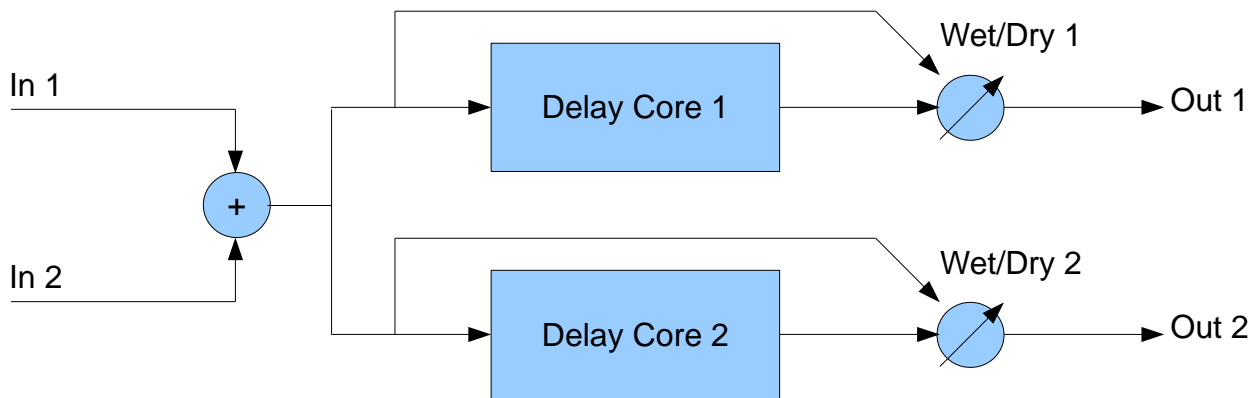 Wet/Dry 1
In 1
Delay Core 1
Out 1
+
In 2
Wet/Dry 2
Delay Core 2
Out 2